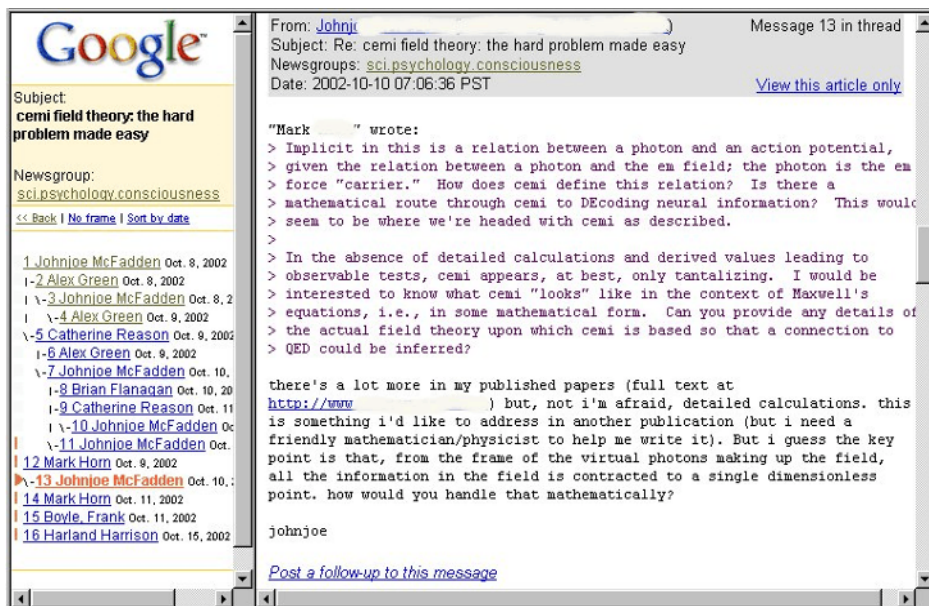 Google™
Subject:
cemi field theory: the hard
problem made easy
Newsgroup:
sci.psychology.consciousness
<< Back | No frame | Sort by date
1 Johnjoe McFadden Oct. 8, 2002
|-2 Alex Green Oct. 8, 2002
| \-3 Johnjoe McFadden Oct. 8, 2
|  \-4 Alex Green Oct. 9, 2002
\-5 Catherine Reason Oct. 9, 2002
|-6 Alex Green Oct. 9, 2002
\-7 Johnjoe McFadden Oct. 10,
|-8 Brian Flanagan Oct. 10, 20
|-9 Catherine Reason Oct. 11
| \-10 Johnjoe McFadden Oc
\-11 Johnjoe McFadden Oct.
12 Mark Horn Oct. 9, 2002
\-13 Johnjoe McFadden Oct. 10,
14 Mark Horn Oct. 11, 2002
15 Boyle, Frank Oct. 11, 2002
16 Harland Harrison Oct. 15, 2002
From: Johnj )
Message 13 in thread
Subject: Re: cemi field theory: the hard problem made easy
Newsgroups: sci.psychology.consciousness
Date: 2002-10-10 07:06:36 PST
View this article only
"Mark " wrote:
> Implicit in this is a relation between a photon and an action potential,
> given the relation between a photon and the em field; the photon is the em
> force "carrier."  How does cemi define this relation?  Is there a
> mathematical route through cemi to DEcoding neural information?  This would
> seem to be where we're headed with cemi as described.
>
> In the absence of detailed calculations and derived values leading to
> observable tests, cemi appears, at best, only tantalizing.  I would be
> interested to know what cemi "looks" like in the context of Maxwell's
> equations, i.e., in some mathematical form.  Can you provide any details of
> the actual field theory upon which cemi is based so that a connection to
> QED could be inferred?
there's a lot more in my published papers (full text at
http://www ) but, not i'm afraid, detailed calculations. this
is something i'd like to address in another publication (but i need a
friendly mathematician/physicist to help me write it). But i guess the key
point is that, from the frame of the virtual photons making up the field,
all the information in the field is contracted to a single dimensionless
point. how would you handle that mathematically?
johnjoe
Post a follow-up to this message